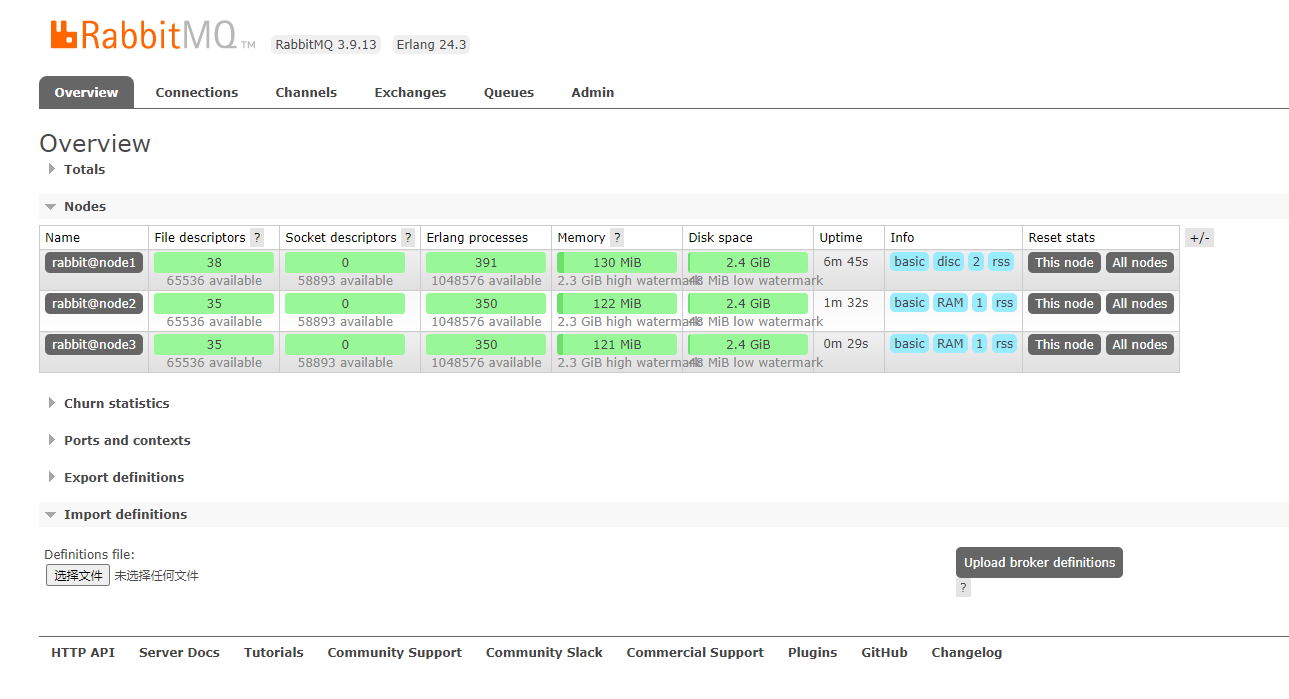 RabbitMQ TM RabbitMQ 3.9.13 Erlang 24.3
Overview Connections Channels Exchanges Queues Admin
Overview
Totals
Nodes
Name File descriptors ? Socket descriptors ? Erlang processes Memory ? Disk space Uptime Info Reset stats +/-
rabbit@node1 38 0 391 130 MiB 2.4 GiB 6m 45s basic disc 2 rss This node All nodes
65536 available 58893 available 1048576 available 2.3 GiB high watermark 48 MiB low watermark
rabbit@node2 35 0 350 122 MiB 2.4 GiB 1m 32s basic RAM 1 rss This node All nodes
65536 available 58893 available 1048576 available 2.3 GiB high watermark 48 MiB low watermark
rabbit@node3 35 0 350 121 MiB 2.4 GiB 0m 29s basic RAM 1 rss This node All nodes
65536 available 58893 available 1048576 available 2.3 GiB high watermark 48 MiB low watermark
Churn statistics
Ports and contexts
Export definitions
Import definitions
Definitions file:
选择文件 未选择任何文件
Upload broker definitions
?
HTTP API Server Docs Tutorials Community Support Community Slack Commercial Support Plugins GitHub Changelog